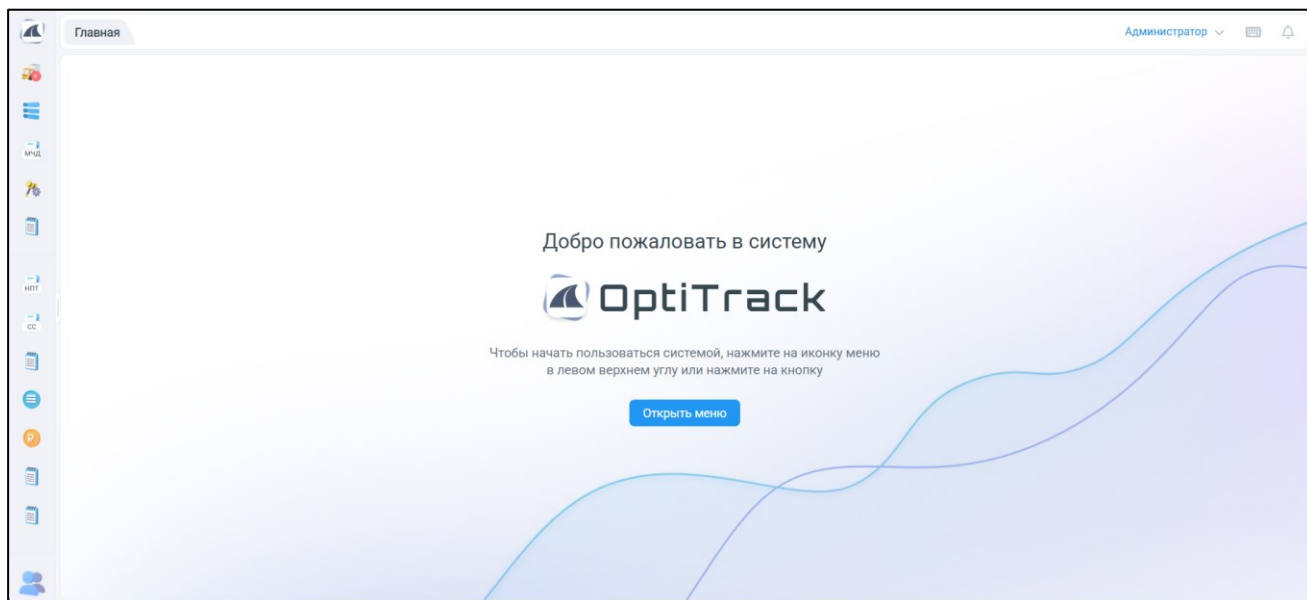 Главная
Администратор
МЧД
НПТ
СС
Добро пожаловать в систему
OptiTrack
Чтобы начать пользоваться системой, нажмите на иконку меню
в левом верхнем углу или нажмите на кнопку
Открыть меню